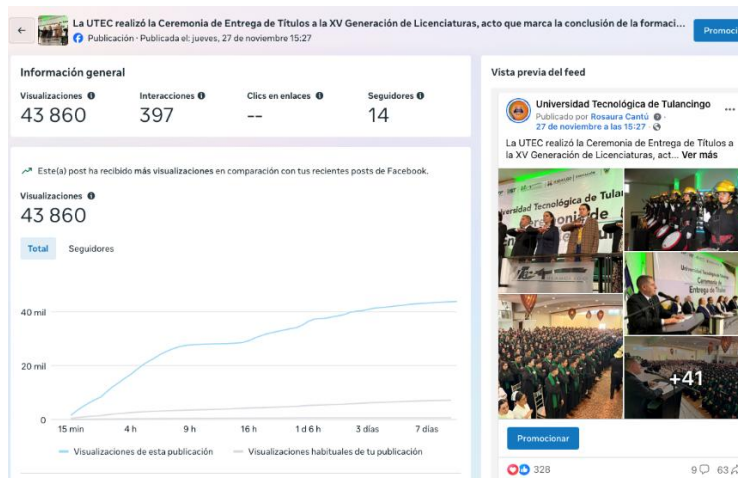 La UTEC realizó la Ceremonia de Entrega de Títulos a la XV Generación de Licenciaturas, acto que marca la conclusión de la formaci...
Publicación · Publicada el: jueves, 27 de noviembre 15:27
Promoci
Información general
Visualizaciones
Interacciones
Clics en enlaces
Seguidores
43 860
397
--
14
Este(a) post ha recibido más visualizaciones en comparación con tus recientes posts de Facebook.
Visualizaciones
43 860
Total
Seguidores
40 mil
20 mil
0
15 min
4 h
9 h
16 h
1 d 6 h
3 días
7 días
Visualizaciones de esta publicación
Visualizaciones habituales de tu publicación
Vista previa del feed
Universidad Tecnológica de Tulancingo
Publicado por Rosaura Cantú
27 de noviembre a las 15:27
La UTEC realizó la Ceremonia de Entrega de Títulos a
la XV Generación de Licenciaturas, act... Ver más
Universidad Tecnológica
Ceremonia de
Entrega de
+41
Promocionar
328
9
63